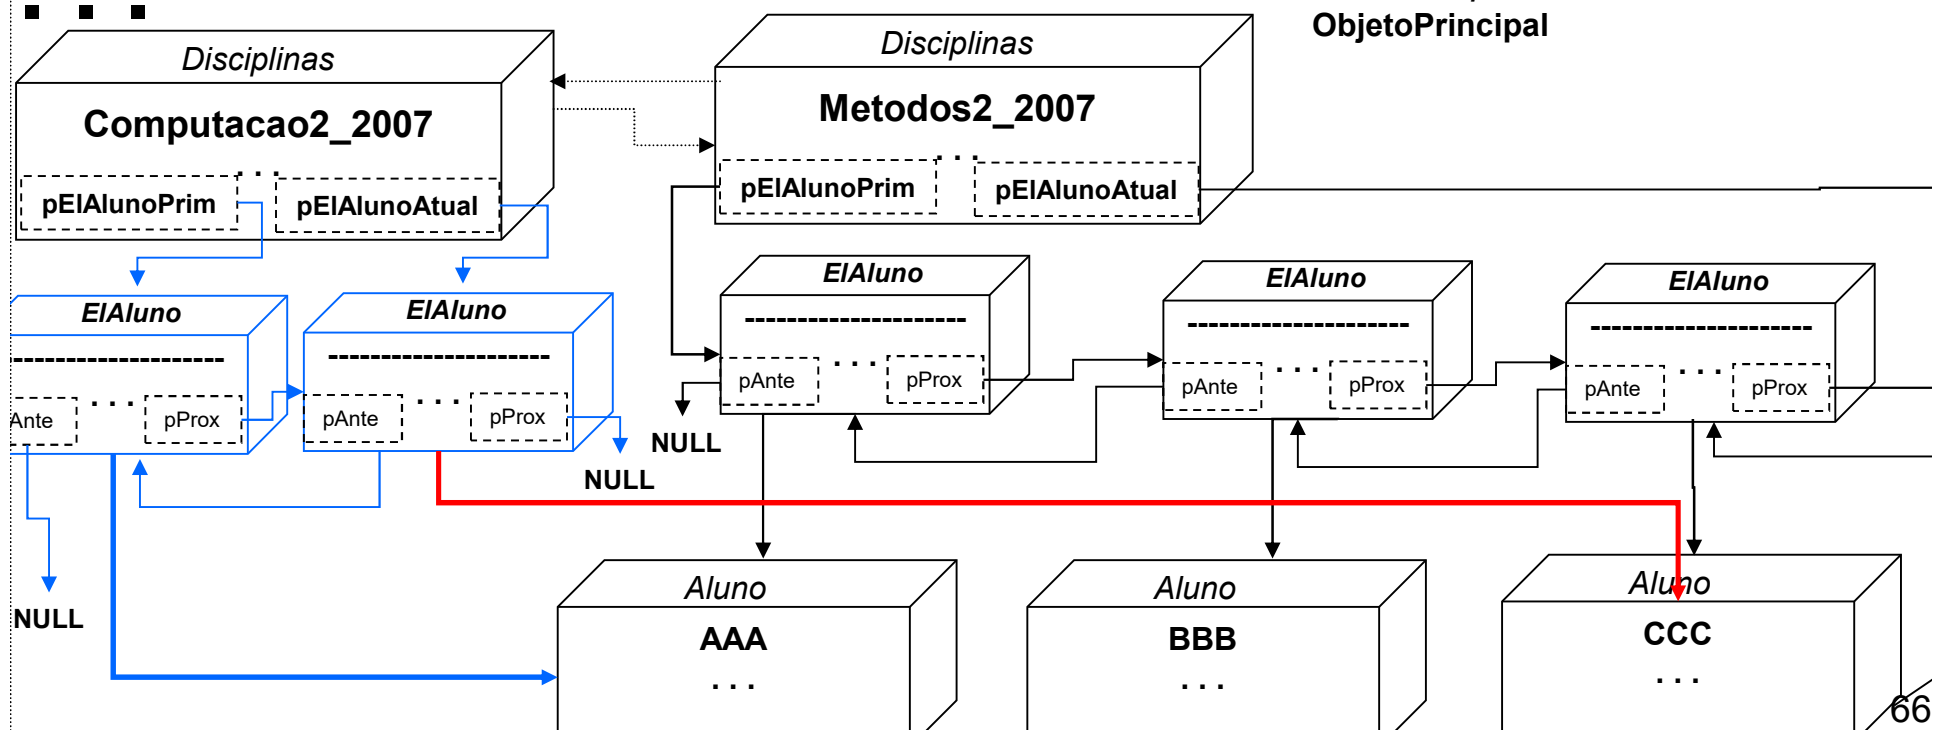 ObjetoPrincipal
Disciplinas
Computacao2_2007
. . .
pElAlunoPrim
pElAlunoAtual
Disciplinas
Metodos2_2007
. . .
pElAlunoPrim
pElAlunoAtual
ElAluno
---------------------
Ante
. . .
pProx
ElAluno
---------------------
pAnte
. . .
pProx
ElAluno
---------------------
pAnte
. . .
pProx
ElAluno
---------------------
pAnte
. . .
pProx
ElAluno
---------------------
pAnte
. . .
pProx
NULL
NULL
NULL
Aluno
AAA
. . .
Aluno
BBB
. . .
Aluno
CCC
. . .
66